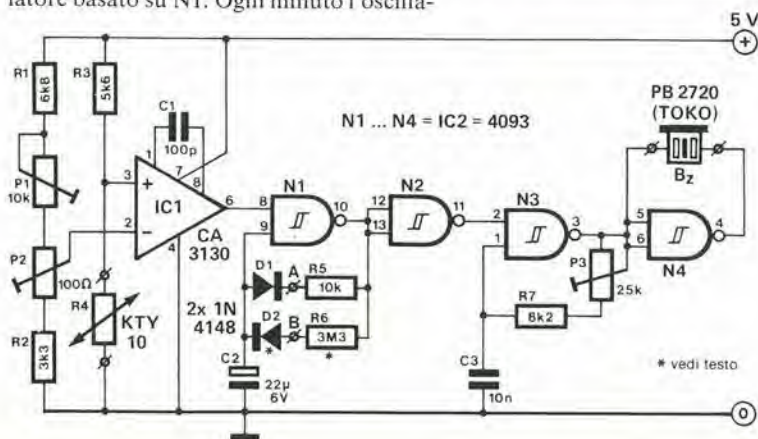 latore basato su N1. Ogni minuto l'oscilla-
5 V
+
R1
6k8
R3
5k6
C1
100p
PB 2720
(TOKO)
Bz
N1 ... N4 = IC2 = 4093
P1
10k
1
7
8
3
+
2
−
IC1
6
4
CA
3130
N1
8
9
10
N2
12
13
11
N3
2
1
3
N4
5
6
4
P2
100Ω
R4
KTY
10
R2
3k3
D1
A
R5
10k
2x 1N
4148
D2
*
B
R6
3M3
*
C2
22µ
6V
P3
25k
R7
8k2
C3
10n
* vedi testo
0